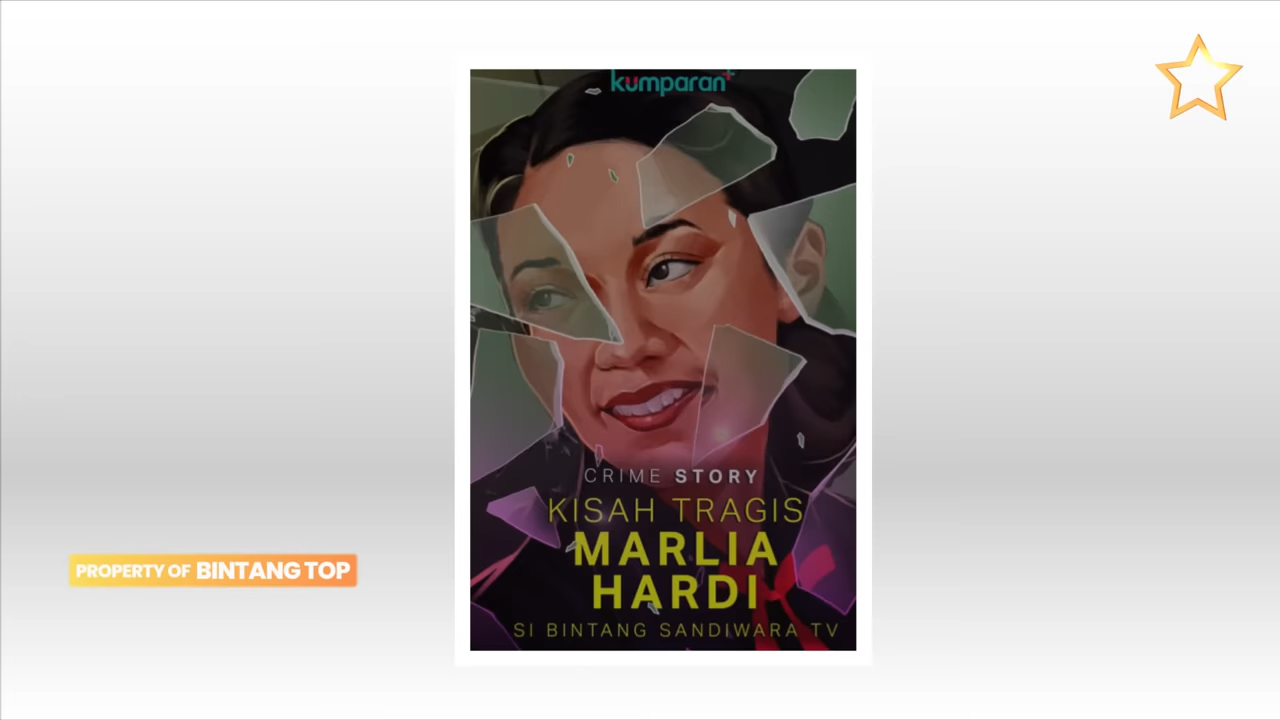 kumparan+
CRIME STORY
KISAH TRAGIS
MARLIA
HARDI
SI BINTANG SANDIWARA TV
PROPERTY OF BINTANG TOP